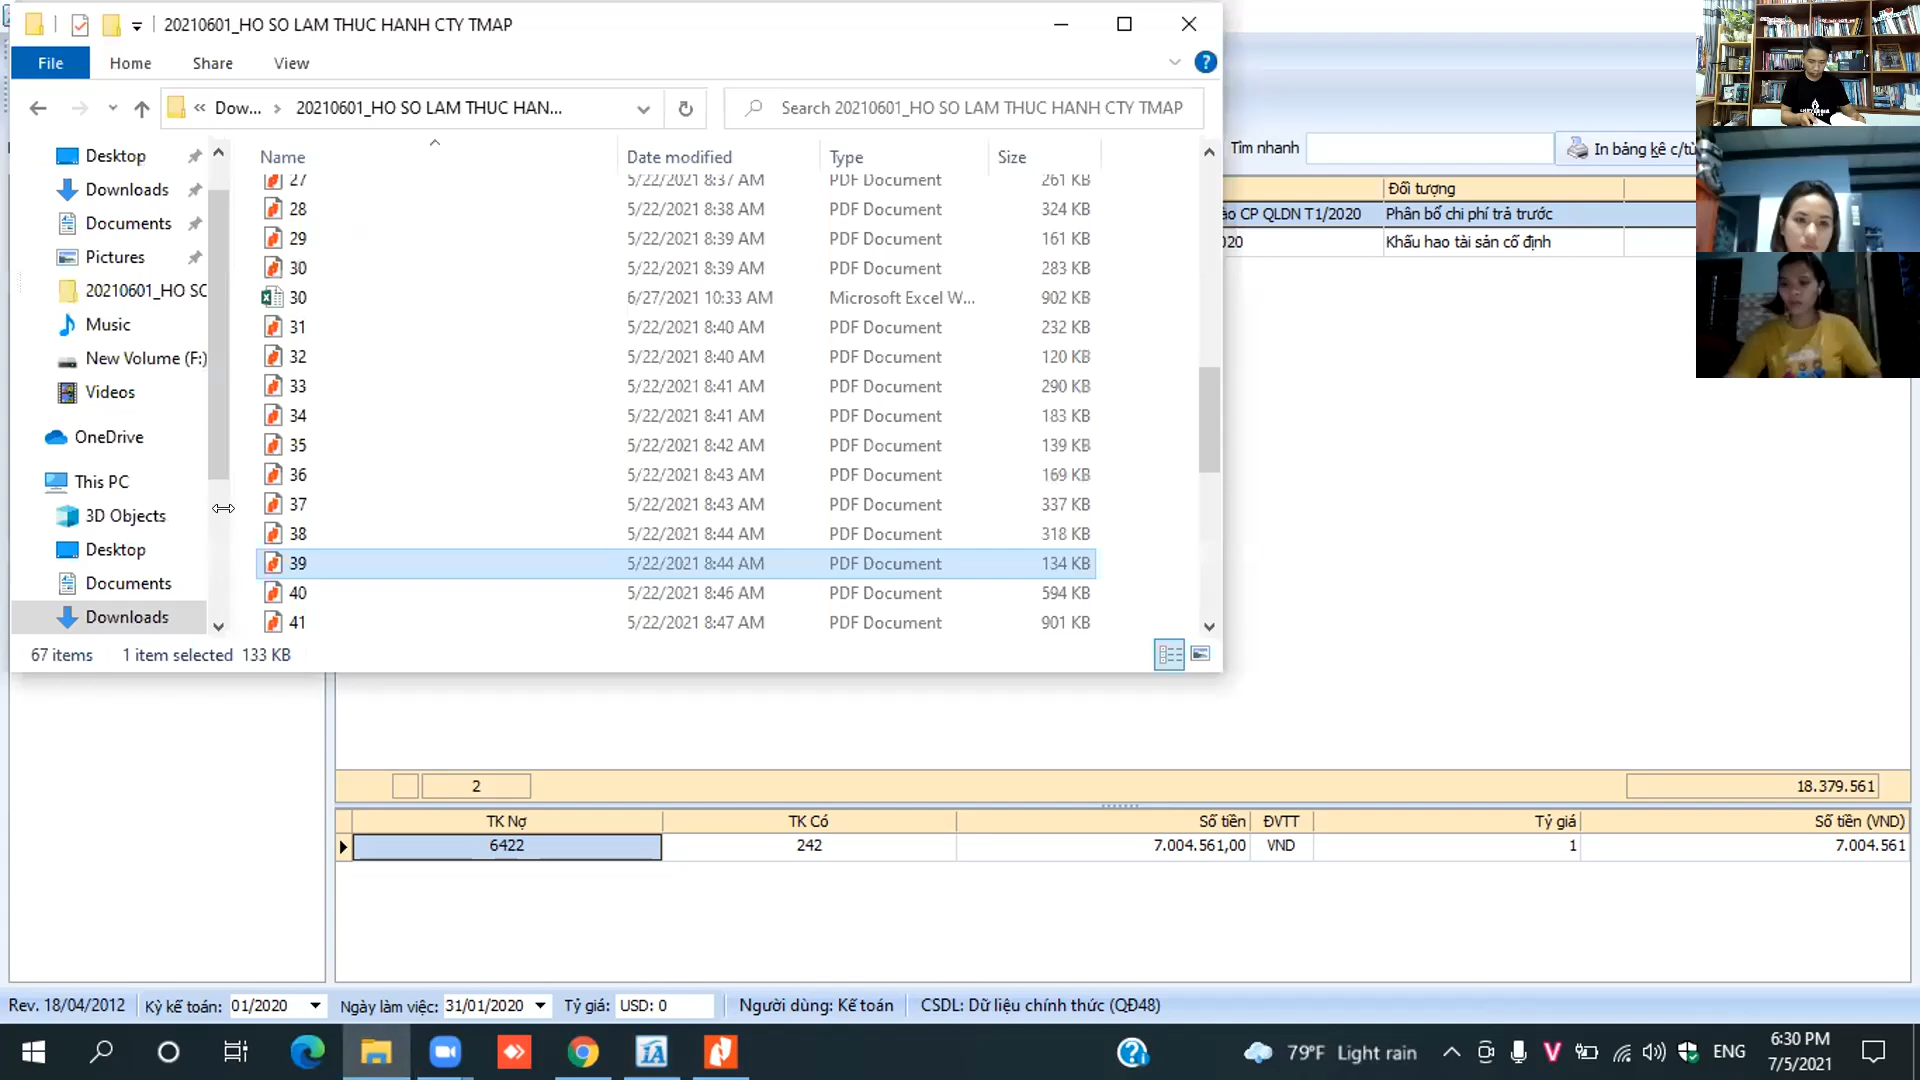 20210601_HO SO LAM THUC HANH CTY TMAP
File Home Share View
Dow... 20210601_HO SO LAM THUC HAN...
Search 20210601_HO SO LAM THUC HANH CTY TMAP
Desktop
Downloads
Documents
Pictures
20210601_HO SC
Music
New Volume (F:)
Videos
OneDrive
This PC
3D Objects
Desktop
Documents
Downloads
Name Date modified Type Size
27 5/22/2021 8:37 AM PDF Document 261 KB
28 5/22/2021 8:38 AM PDF Document 324 KB
29 5/22/2021 8:39 AM PDF Document 161 KB
30 5/22/2021 8:39 AM PDF Document 283 KB
30 6/27/2021 10:33 AM Microsoft Excel W... 902 KB
31 5/22/2021 8:40 AM PDF Document 232 KB
32 5/22/2021 8:40 AM PDF Document 120 KB
33 5/22/2021 8:41 AM PDF Document 290 KB
34 5/22/2021 8:41 AM PDF Document 183 KB
35 5/22/2021 8:42 AM PDF Document 139 KB
36 5/22/2021 8:43 AM PDF Document 169 KB
37 5/22/2021 8:43 AM PDF Document 337 KB
38 5/22/2021 8:44 AM PDF Document 318 KB
39 5/22/2021 8:44 AM PDF Document 134 KB
40 5/22/2021 8:46 AM PDF Document 594 KB
41 5/22/2021 8:47 AM PDF Document 901 KB
67 items 1 item selected 133 KB
Tìm nhanh In bảng kê c/từ
Đối tượng
ào CP QLDN T1/2020 Phân bổ chi phí trả trước
020 Khấu hao tài sản cố định
2 18.379.561
TK Nợ TK Có Số tiền ĐVTT Tỷ giá Số tiền (VND)
6422 242 7.004.561,00 VND 1 7.004.561
Rev. 18/04/2012 Kỳ kế toán: 01/2020 Ngày làm việc: 31/01/2020 Tỷ giá: USD: 0 Người dùng: Kế toán CSDL: Dữ liệu chính thức (QĐ48)
79°F Light rain ENG
6:30 PM
7/5/2021